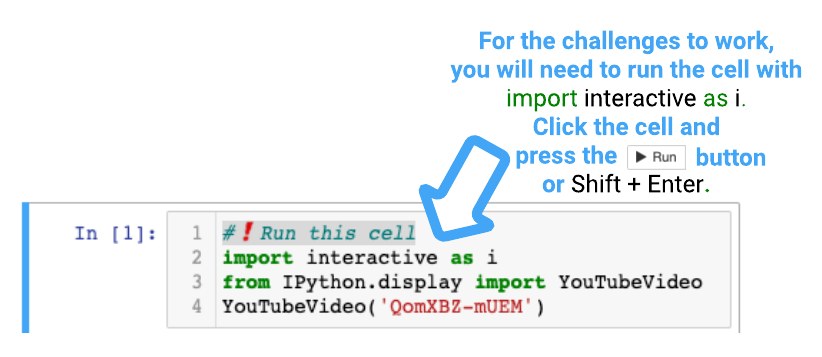 For the challenges to work,
you will need to run the cell with
import interactive as i.
Click the cell and
press the ▶ Run button
or Shift + Enter.
In [1]:
1 #❗Run this cell
2 import interactive as i
3 from IPython.display import YouTubeVideo
4 YouTubeVideo('QomXBZ-mUEM')